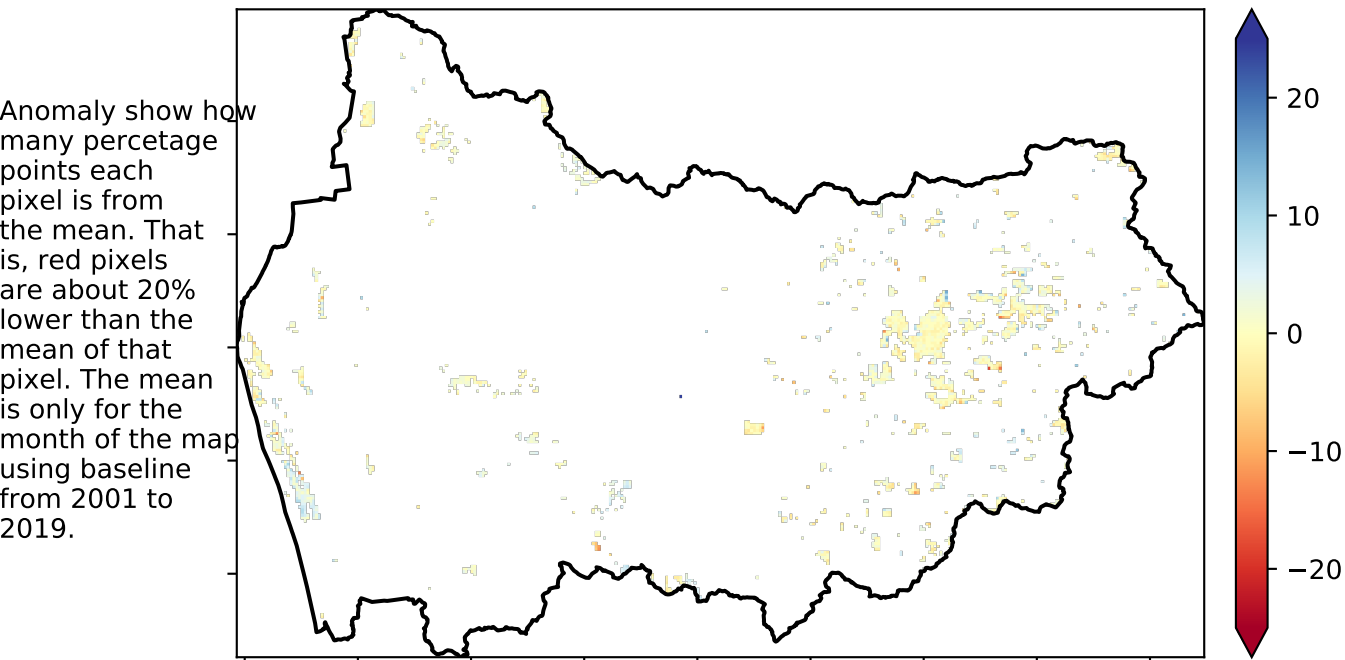 Anomaly show how
many percetage
points each
pixel is from
the mean. That
is, red pixels
are about 20%
lower than the
mean of that
pixel. The mean
is only for the
month of the map
using baseline
from 2001 to
2019.
20
10
0
−10
−20